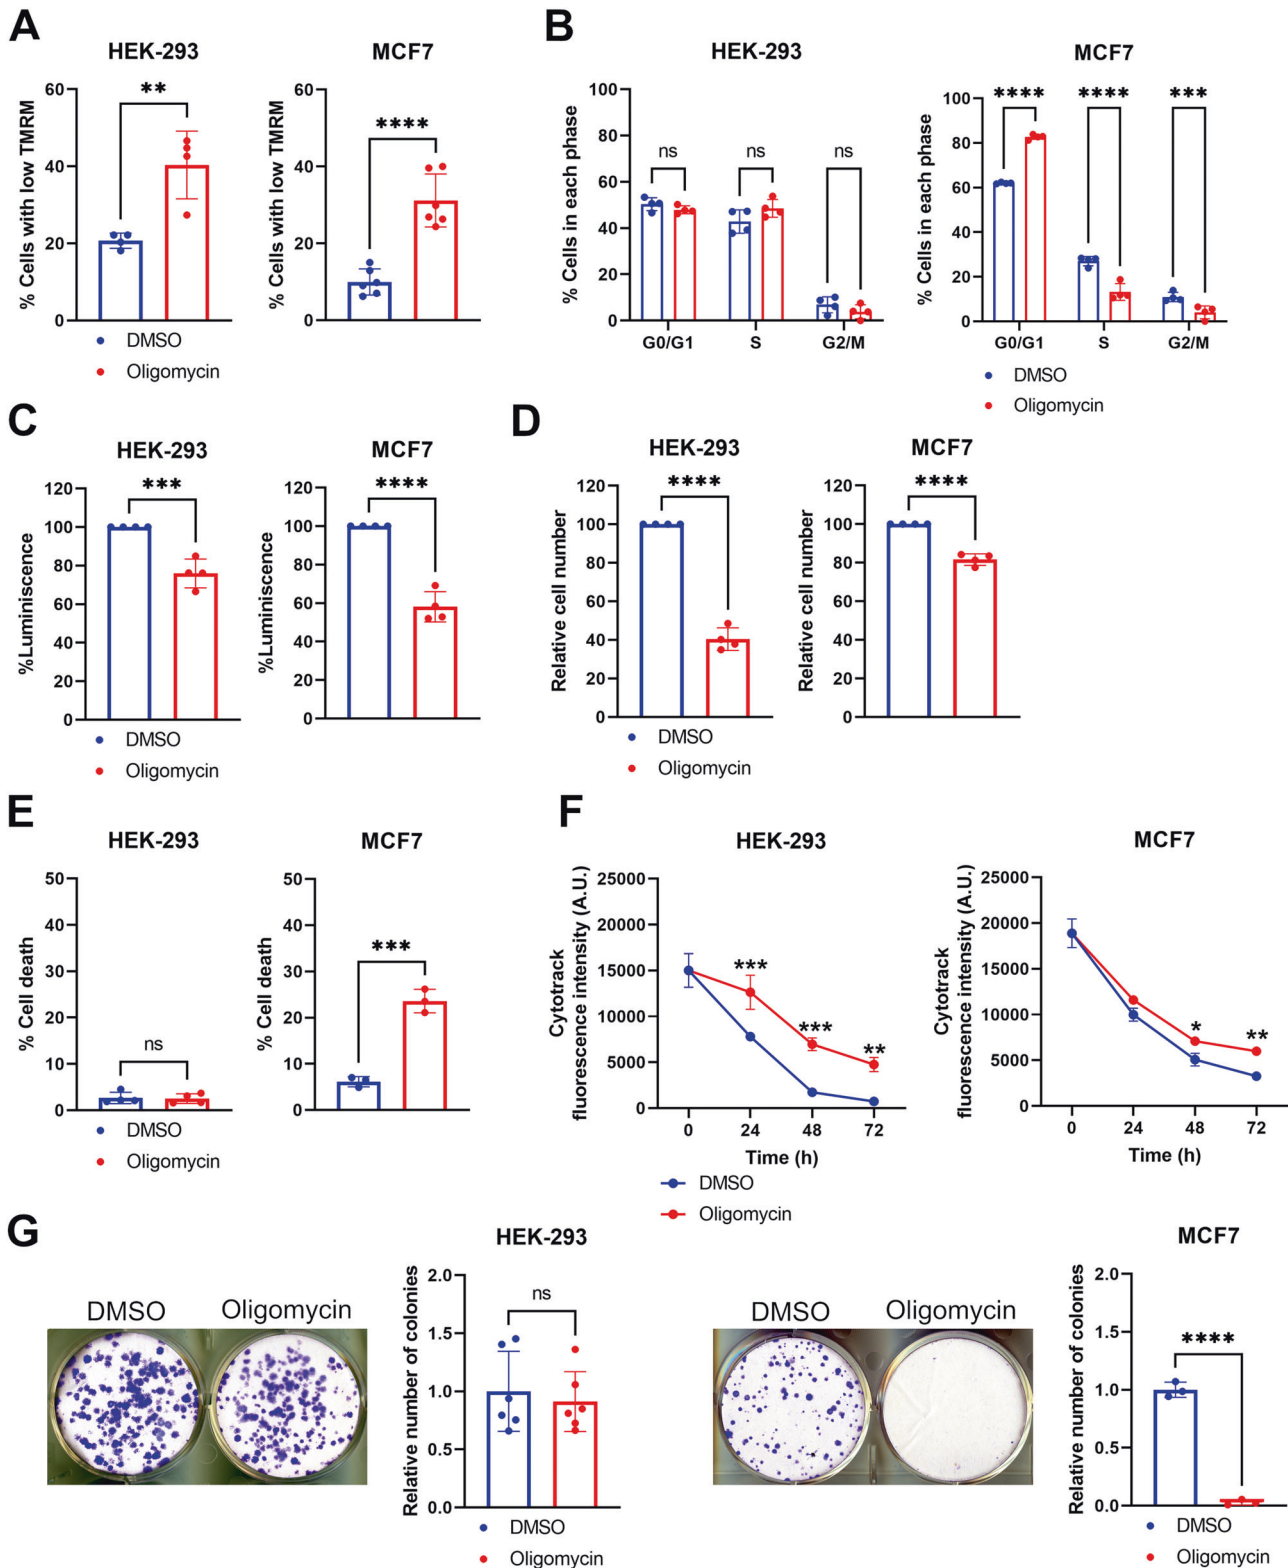 A
HEK-293
MCF7
% Cells with low TMRM
60
40
20
0
**
% Cells with low TMRM
60
40
20
0
****
DMSO
Oligomycin
B
HEK-293
MCF7
% Cells in each phase
100
80
60
40
20
0
ns
ns
ns
G0/G1
S
G2/M
% Cells in each phase
100
80
60
40
20
0
****
****
***
G0/G1
S
G2/M
DMSO
Oligomycin
C
HEK-293
MCF7
%Luminiscence
120
100
80
60
40
20
0
***
%Luminiscence
120
100
80
60
40
20
0
****
DMSO
Oligomycin
D
HEK-293
MCF7
Relative cell number
120
100
80
60
40
20
0
****
Relative cell number
120
100
80
60
40
20
0
****
DMSO
Oligomycin
E
HEK-293
MCF7
% Cell death
50
40
30
20
10
0
ns
% Cell death
50
40
30
20
10
0
***
DMSO
Oligomycin
F
HEK-293
MCF7
Cytotrack
fluorescence intensity (A.U.)
25000
20000
15000
10000
5000
0
***
***
**
0
24
48
72
Time (h)
Cytotrack
fluorescence intensity (A.U.)
25000
20000
15000
10000
5000
0
*
**
0
24
48
72
Time (h)
DMSO
Oligomycin
G
DMSO
Oligomycin
HEK-293
Relative number of colonies
2.0
1.5
1.0
0.5
0.0
ns
DMSO
Oligomycin
DMSO
Oligomycin
MCF7
Relative number of colonies
2.0
1.5
1.0
0.5
0.0
****
DMSO
Oligomycin